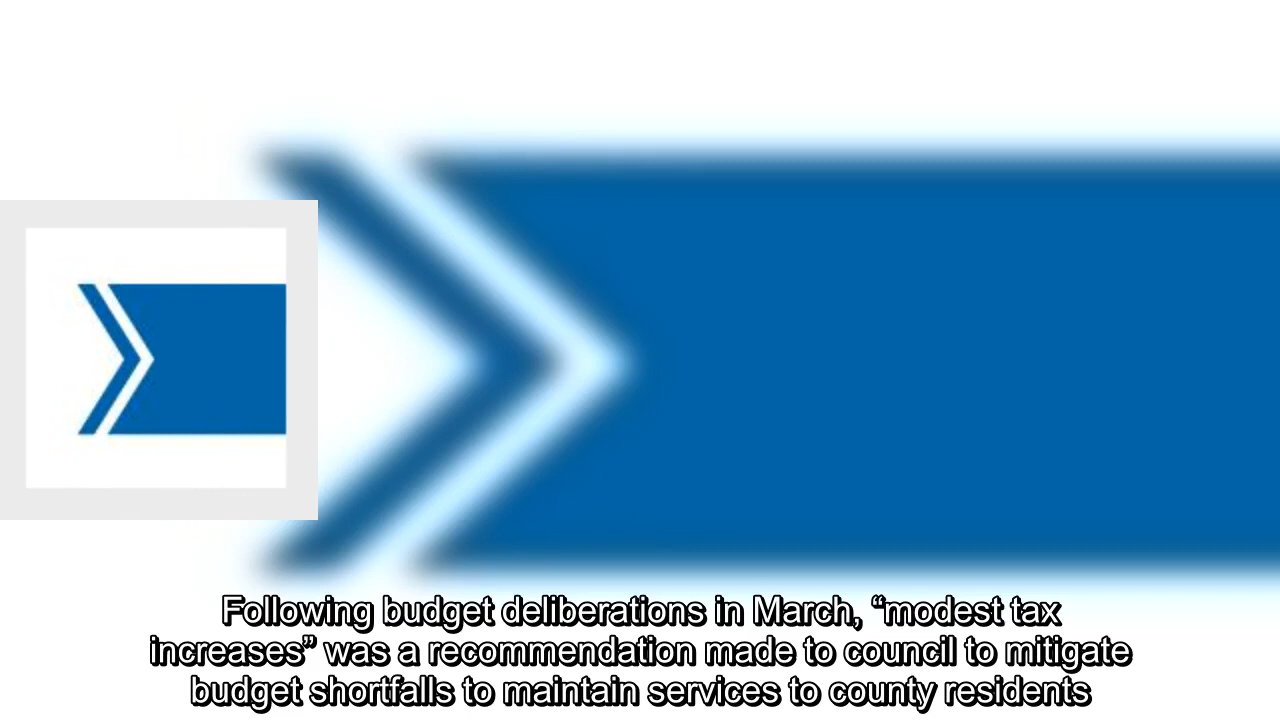 Following budget deliberations in March, “modest tax
increases” was a recommendation made to council to mitigate
budget shortfalls to maintain services to county residents